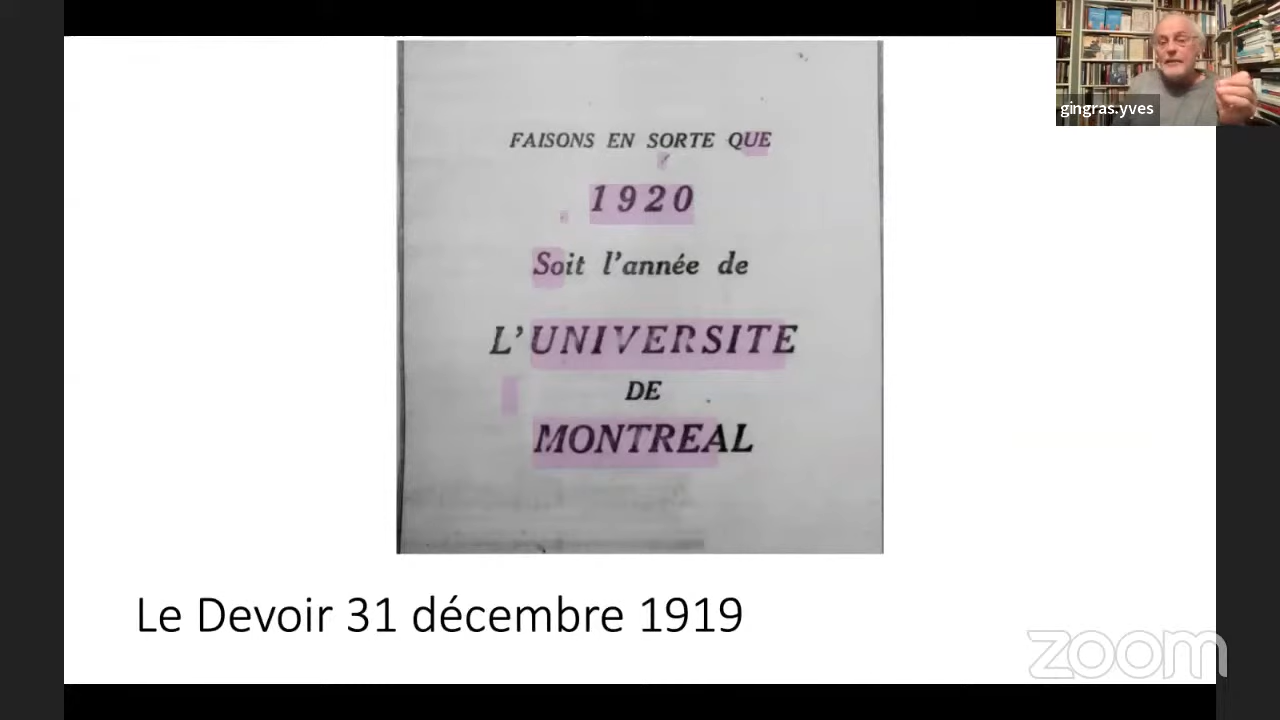 FAISONS EN SORTE QUE
1920
Soit l'année de
L'UNIVERSITE
DE
MONTREAL
Le Devoir 31 décembre 1919
gingras.yves
zoom